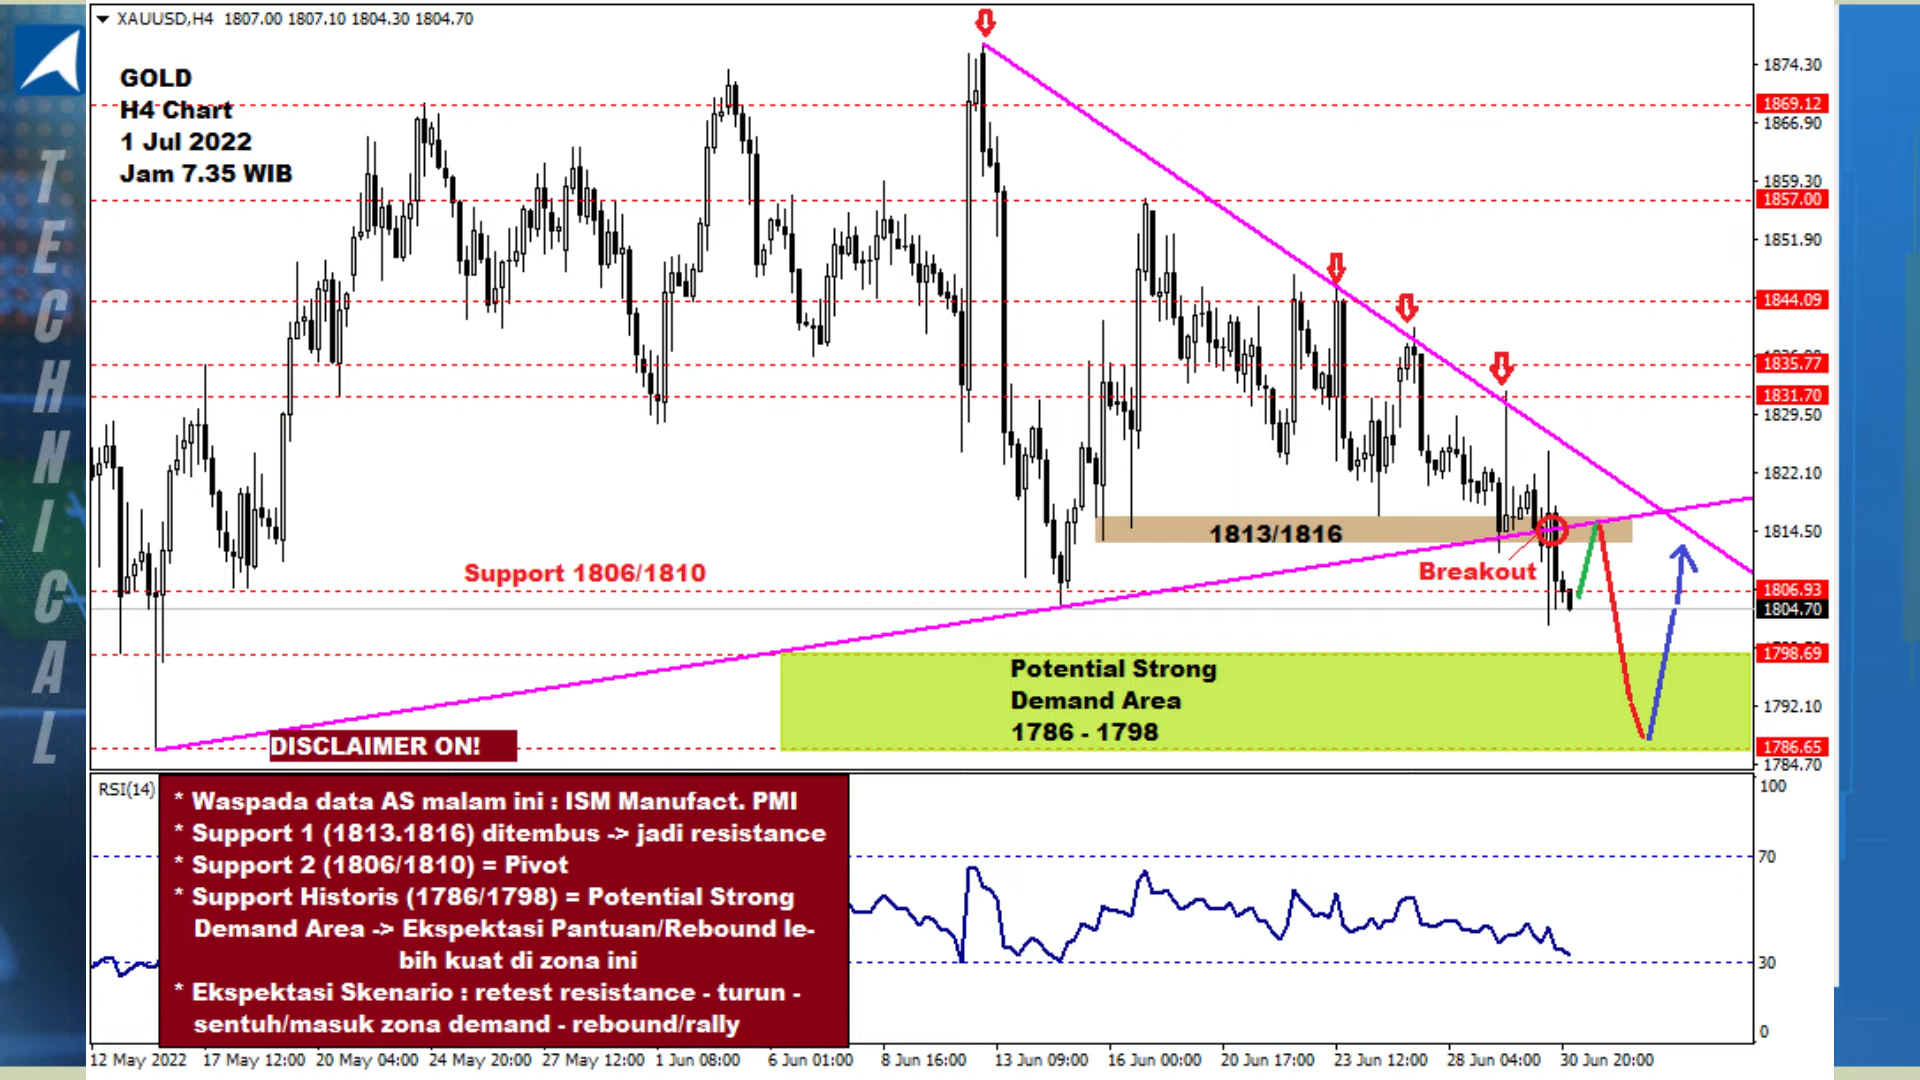 TECHNICAL
XAUUSD,H4 1807.00 1807.10 1804.30 1804.70
GOLD
H4 Chart
1 Jul 2022
Jam 7.35 WIB
1874.30
1869.12
1866.90
1859.30
1857.00
1851.90
1844.09
1835.77
1831.70
1829.50
1822.10
1814.50
1806.93
1804.70
1798.69
1792.10
1786.65
1784.70
1813/1816
Support 1806/1810
Breakout
Potential Strong
Demand Area
1786 - 1798
DISCLAIMER ON!
RSI(14)
* Waspada data AS malam ini : ISM Manufact. PMI
* Support 1 (1813.1816) ditembus -> jadi resistance
* Support 2 (1806/1810) = Pivot
* Support Historis (1786/1798) = Potential Strong
Demand Area -> Ekspektasi Pantuan/Rebound le-
bih kuat di zona ini
* Ekspektasi Skenario : retest resistance - turun -
sentuh/masuk zona demand - rebound/rally
100
70
30
0
12 May 2022 17 May 12:00 20 May 04:00 24 May 20:00 27 May 12:00 1 Jun 08:00 6 Jun 01:00 8 Jun 16:00 13 Jun 09:00 16 Jun 00:00 20 Jun 17:00 23 Jun 12:00 28 Jun 04:00 30 Jun 20:00